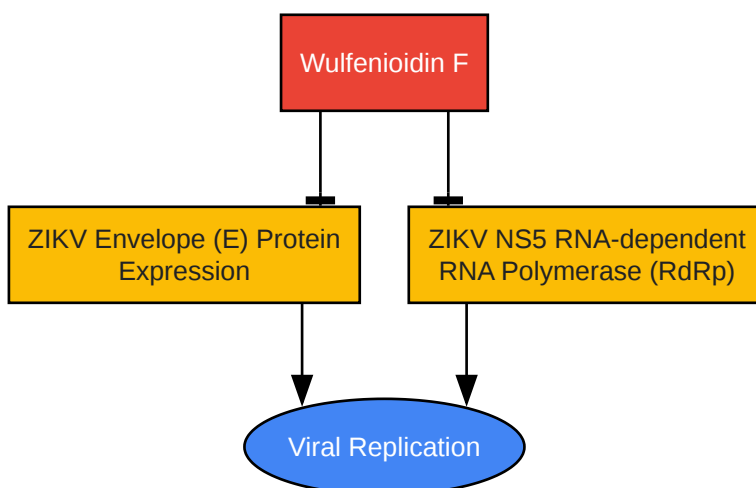 Wulfenioidin F
ZIKV Envelope (E) Protein
Expression
ZIKV NS5 RNA-dependent
RNA Polymerase (RdRp)
Viral Replication